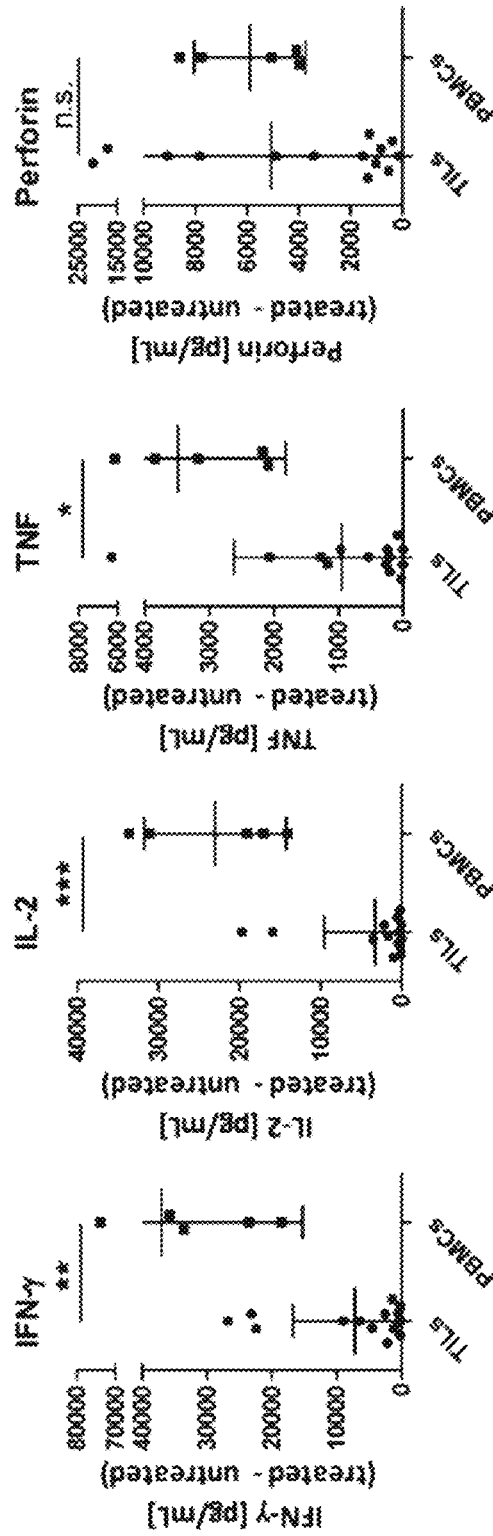 IFN-γ
**
IFN-γ [pg/mL]
(treated - untreated)
80000
70000
40000
30000
20000
10000
0
TILs
PBMCs
IL-2
***
IL-2 [pg/mL]
(treated - untreated)
40000
30000
20000
10000
0
TILs
PBMCs
TNF
*
TNF [pg/mL]
(treated - untreated)
8000
6000
4000
3000
2000
1000
0
TILs
PBMCs
Perforin
n.s.
Perforin [pg/mL]
(treated - untreated)
25000
15000
10000
8000
6000
4000
2000
0
TILs
PBMCs